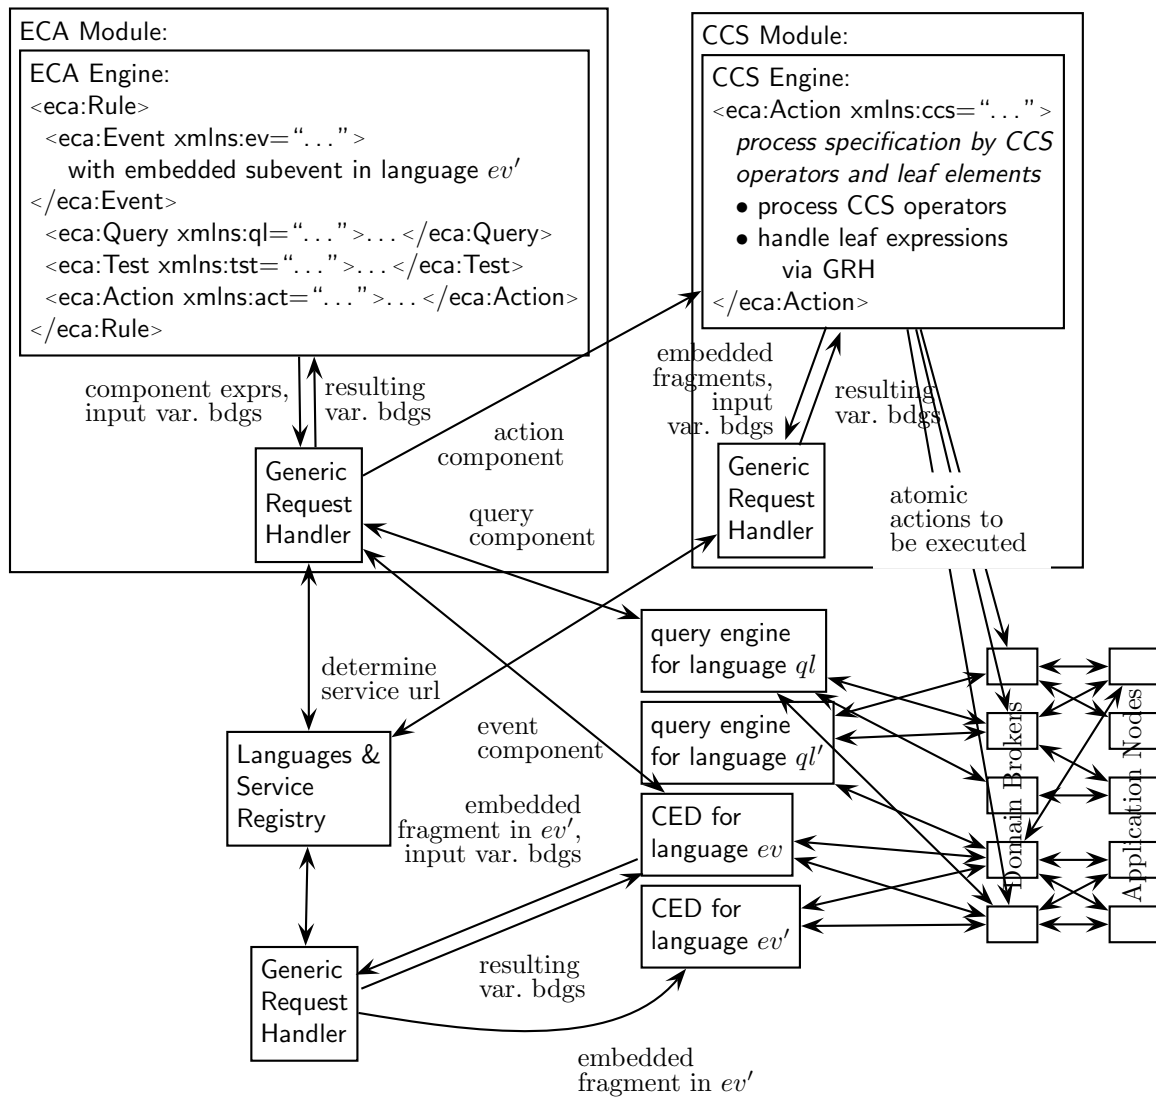 ECA Module:
ECA Engine:
<eca:Rule>
<eca:Event xmlns:ev=“...”>
with embedded subevent in language ev′
</eca:Event>
<eca:Query xmlns:ql=“...”>...</eca:Query>
<eca:Test xmlns:tst=“...”>...</eca:Test>
<eca:Action xmlns:act=“...”>...</eca:Action>
</eca:Rule>
CCS Module:
CCS Engine:
<eca:Action xmlns:ccs=“...”>
process specification by CCS
operators and leaf elements
• process CCS operators
• handle leaf expressions
via GRH
</eca:Action>
component exprs,
input var. bdgs
resulting
var. bdgs
embedded
fragments,
input
var. bdgs
resulting
var. bdgs
action
component
Generic
Request
Handler
Generic
Request
Handler
atomic
actions to
be executed
query
component
determine
service url
query engine
for language ql
event
component
query engine
for language ql′
Languages &
Service
Registry
embedded
fragment in ev′,
input var. bdgs
CED for
language ev
CED for
language ev′
Domain Brokers
Application Nodes
Generic
Request
Handler
resulting
var. bdgs
embedded
fragment in ev′